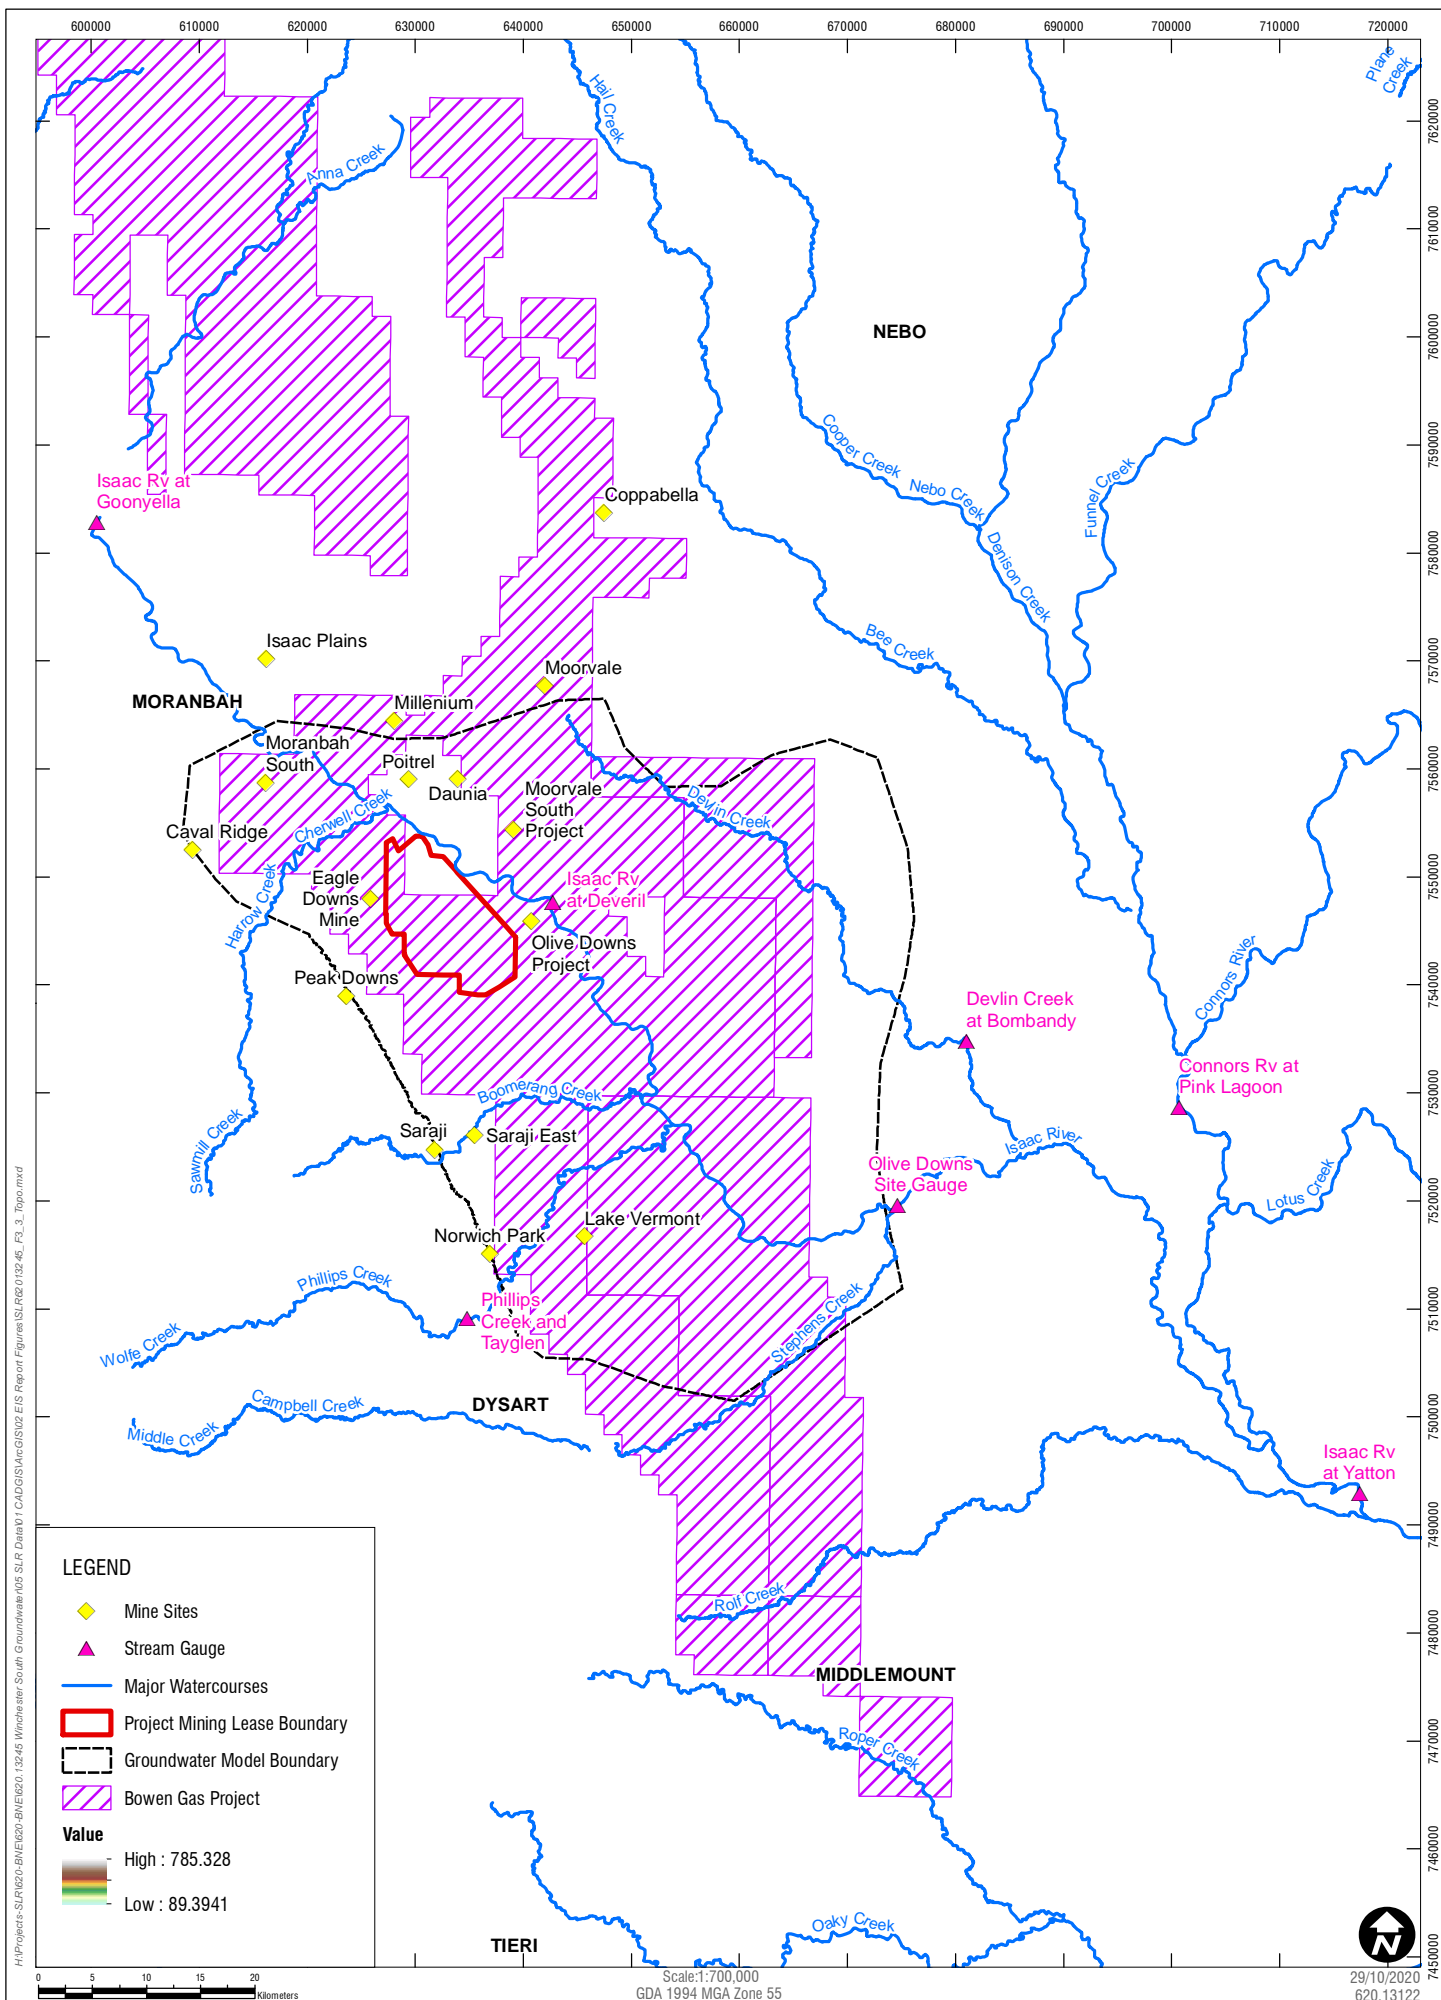 600000 610000 620000 630000 640000 650000 660000 670000 680000 690000 700000 710000 720000
Plane
Creek
Hail Creek
7620000
Anna Creek
7610000
NEBO
7600000
Cooper Creek
Nebo Creek
Funnel Creek
7590000
Isaac Rv at
Goonyella
Coppabella
Denison Creek
7580000
Bee Creek
Isaac Plains
Moorvale
7570000
MORANBAH
Millenium
Moranbah
South
Poitrel
Daunia
7560000
Moorvale
South
Project
Devlin Creek
Cherwell Creek
Caval Ridge
Harrow Creek
Eagle
Downs
Mine
Isaac Rv
at Deveril
7550000
Olive Downs
Project
Peak Downs
Connors River
7540000
Devlin Creek
at Bombandy
Connors Rv at
Pink Lagoon
7530000
Boomerang Creek
Saraji
Saraji East
Sawmill Creek
Isaac River
Olive Downs
Site Gauge
Lotus Creek
7520000
Norwich Park
Lake Vermont
Phillips Creek
Wolfe Creek
Phillips
Creek and
Tayglen
Stephens Creek
7510000
DYSART
Campbell Creek
Middle Creek
7500000
Isaac Rv
at Yatton
7490000
Rolf Creek
7480000
MIDDLEMOUNT
Roper Creek
7470000
7460000
Oaky Creek
TIERI
7450000
LEGEND
Mine Sites
Stream Gauge
Major Watercourses
Project Mining Lease Boundary
Groundwater Model Boundary
Bowen Gas Project
Value
High : 785.328
Low : 89.3941
N
0 5 10 15 20
Kilometers
Scale:1:700,000
GDA 1994 MGA Zone 55
29/10/2020
620.13122